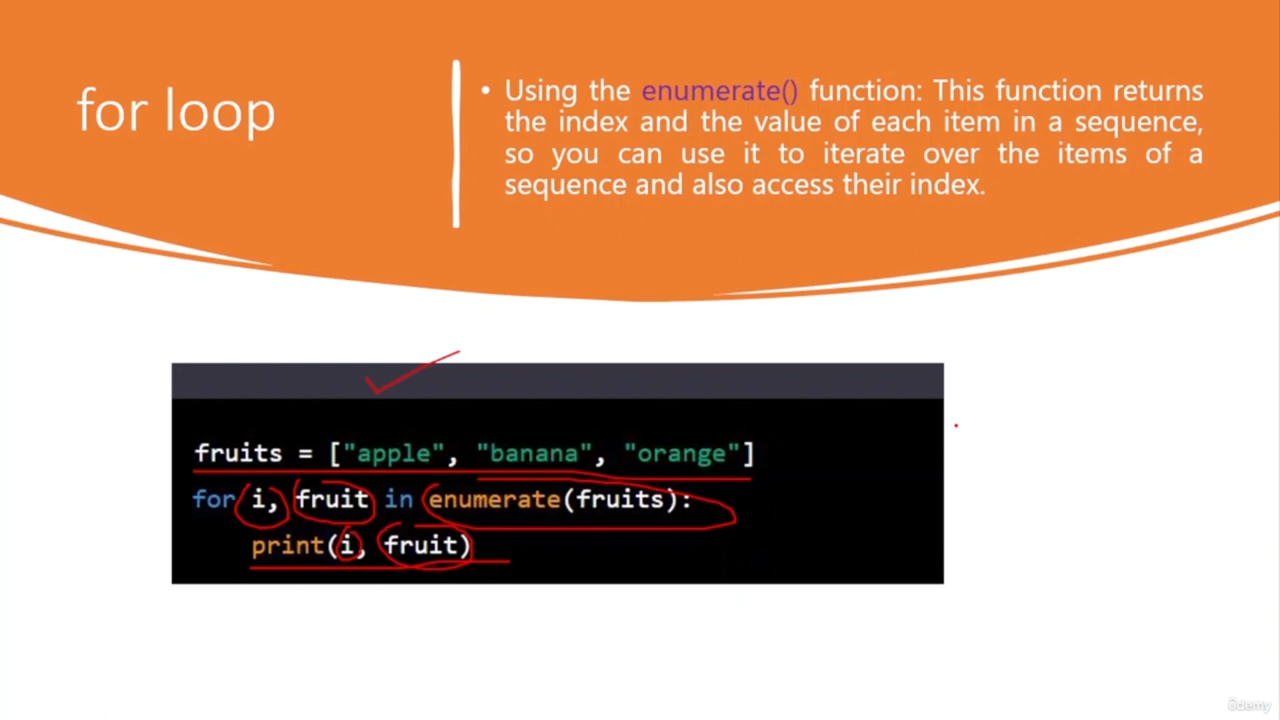 for loop
• Using the enumerate() function: This function returns
the index and the value of each item in a sequence,
so you can use it to iterate over the items of a
sequence and also access their index.
fruits = ["apple", "banana", "orange"]
for i, fruit in enumerate(fruits):
    print(i, fruit)
ûdemy